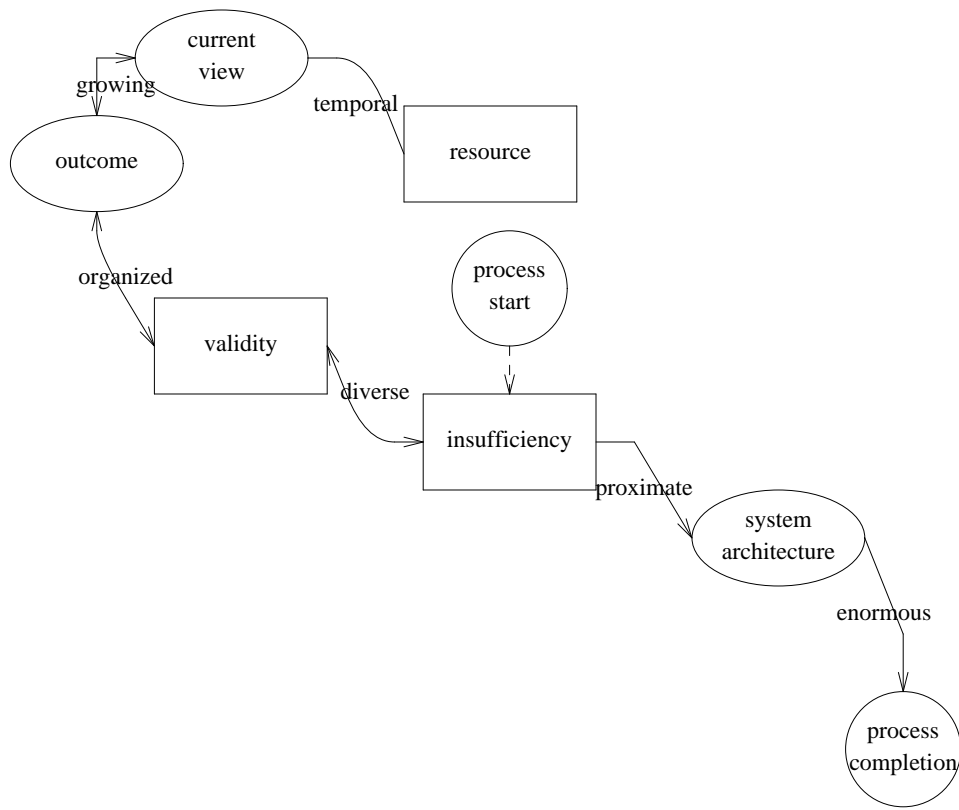 current
view
growing
temporal
resource
outcome
process
start
organized
validity
diverse
insufficiency
proximate
system
architecture
enormous
process
completion